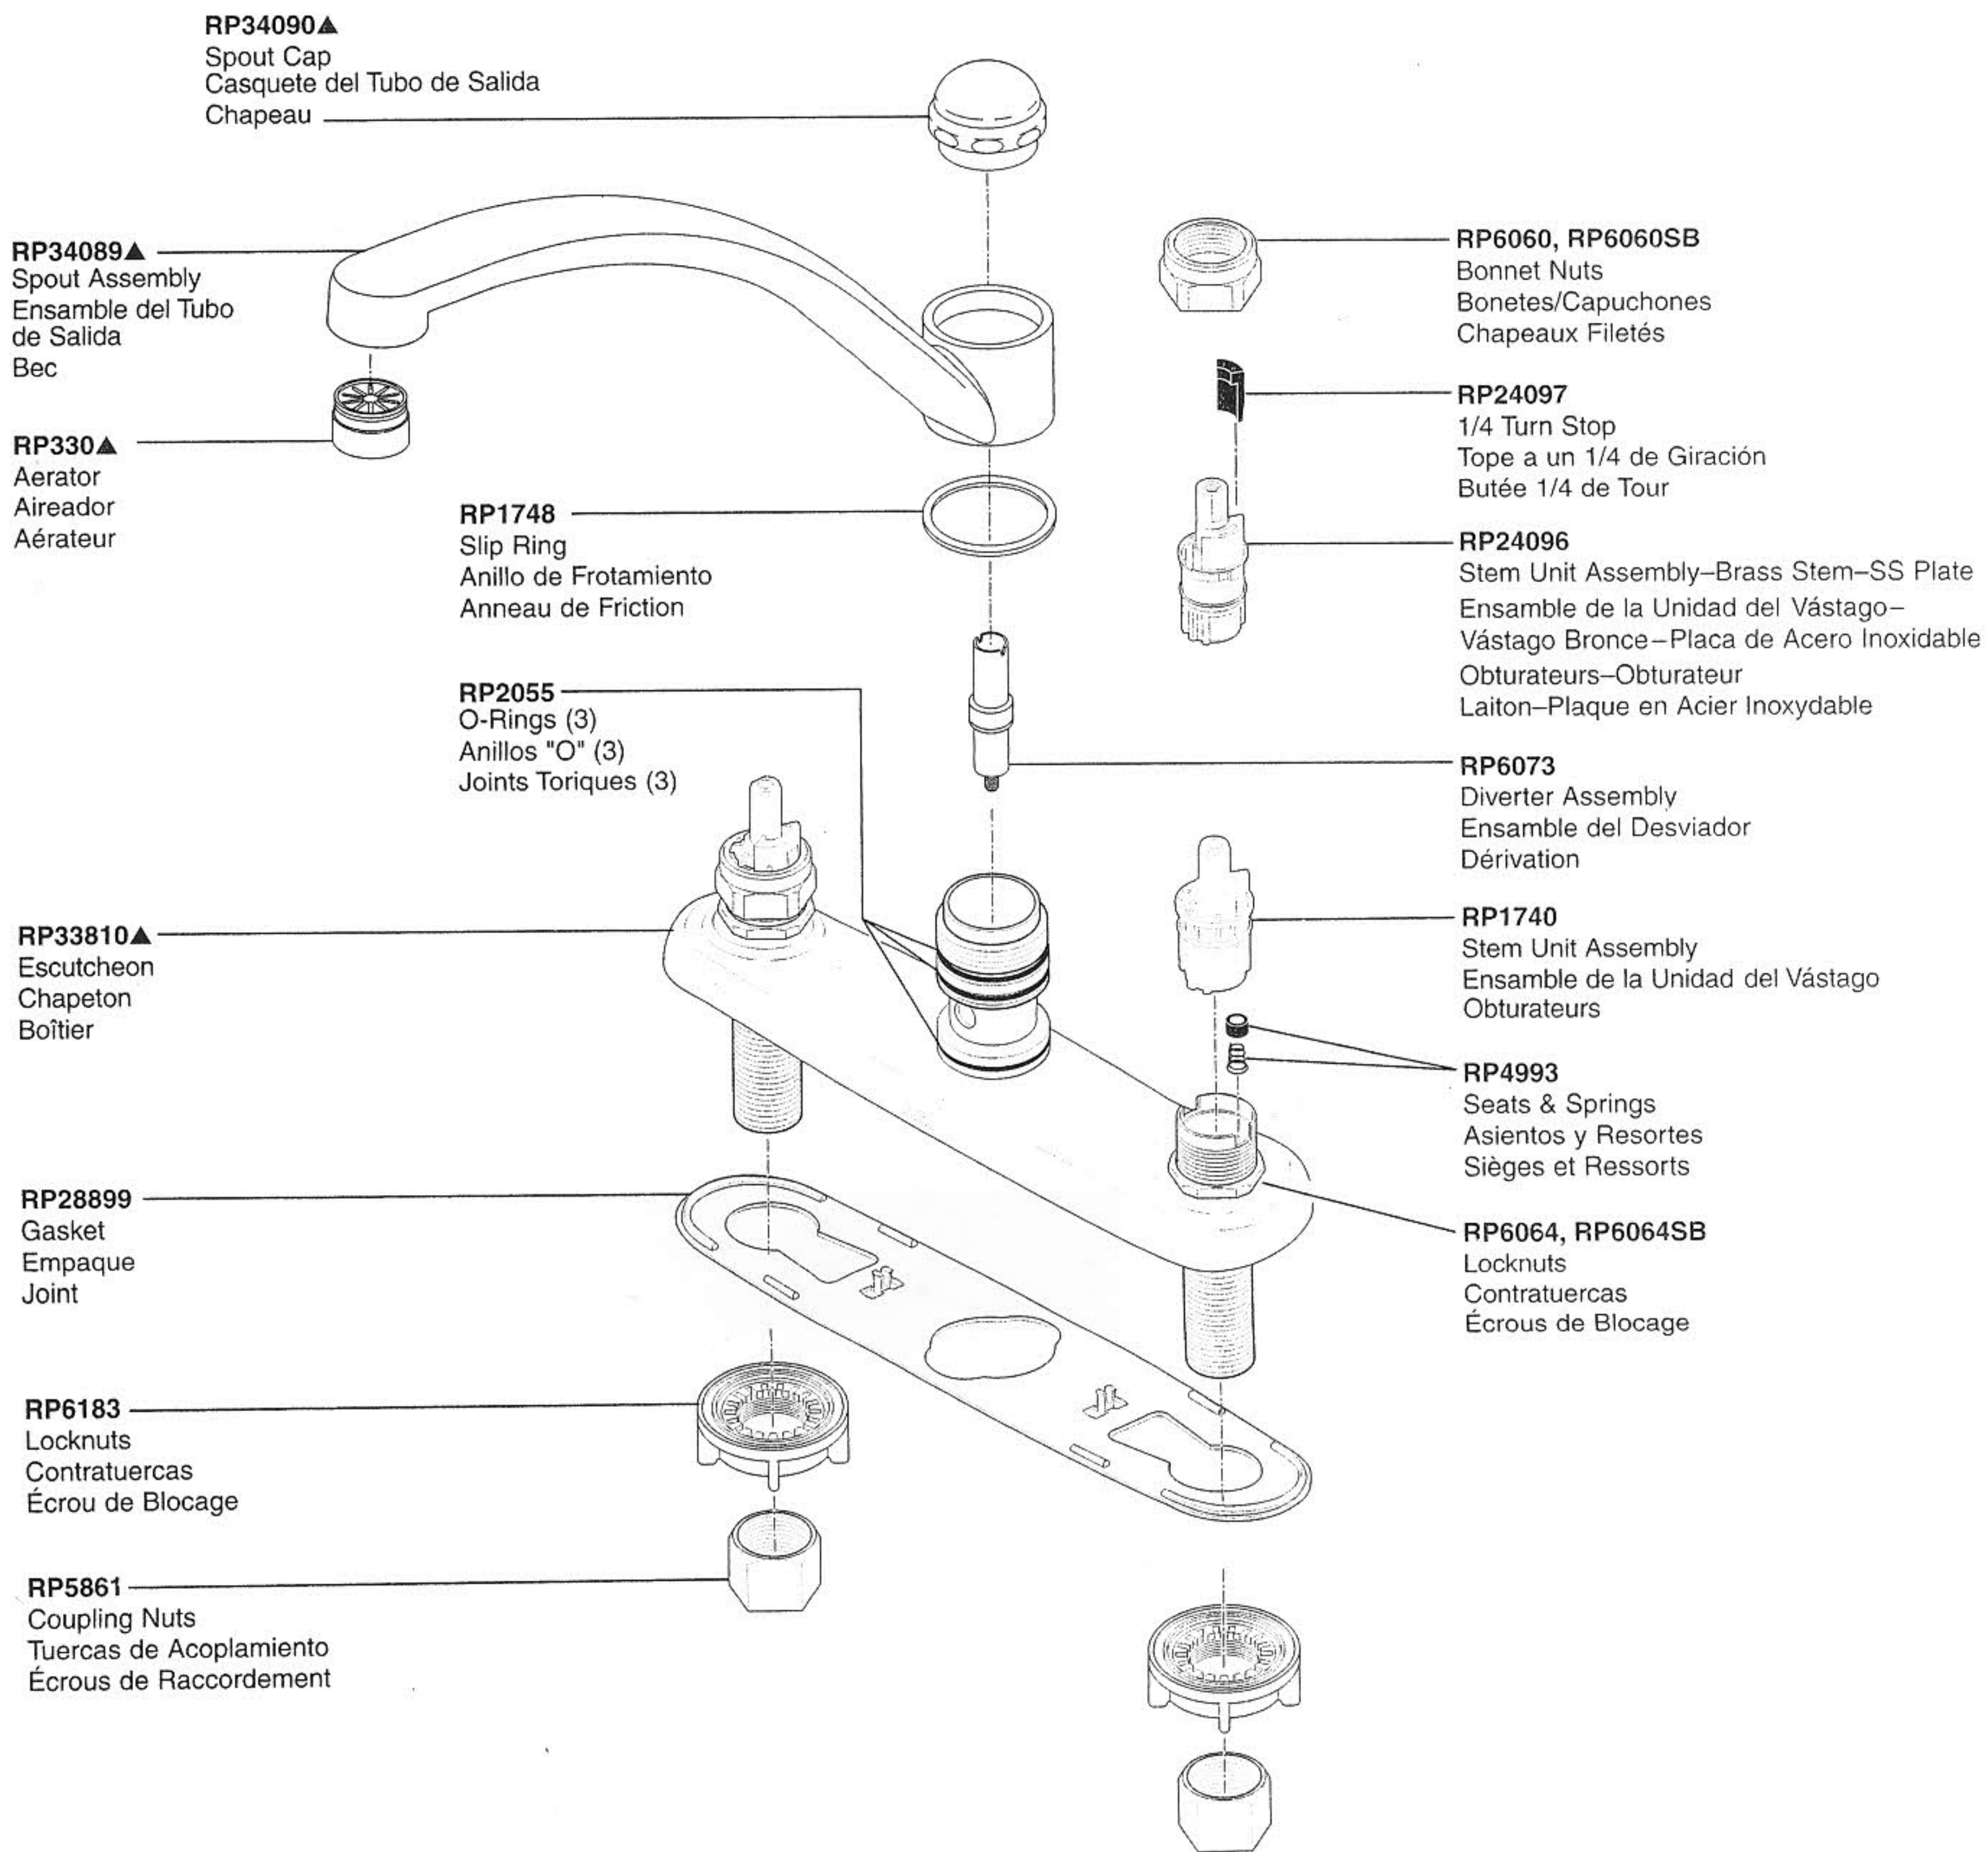 RP34090▲
Spout Cap
Casquete del Tubo de Salida
Chapeau
RP34089▲
Spout Assembly
Ensamble del Tubo
de Salida
Bec
RP330▲
Aerator
Aireador
Aérateur
RP1748
Slip Ring
Anillo de Frotamiento
Anneau de Friction
RP2055
O-Rings (3)
Anillos "O" (3)
Joints Toriques (3)
RP33810▲
Escutcheon
Chapeton
Boîtier
RP28899
Gasket
Empaque
Joint
RP6183
Locknuts
Contratuercas
Écrou de Blocage
RP5861
Coupling Nuts
Tuercas de Acoplamiento
Écrous de Raccordement
RP6060, RP6060SB
Bonnet Nuts
Bonetes/Capuchones
Chapeaux Filetés
RP24097
1/4 Turn Stop
Tope a un 1/4 de Giración
Butée 1/4 de Tour
RP24096
Stem Unit Assembly–Brass Stem–SS Plate
Ensamble de la Unidad del Vástago–
Vástago Bronce–Placa de Acero Inoxidable
Obturateurs–Obturateur
Laiton–Plaque en Acier Inoxydable
RP6073
Diverter Assembly
Ensamble del Desviador
Dérivation
RP1740
Stem Unit Assembly
Ensamble de la Unidad del Vástago
Obturateurs
RP4993
Seats & Springs
Asientos y Resortes
Sièges et Ressorts
RP6064, RP6064SB
Locknuts
Contratuercas
Écrous de Blocage